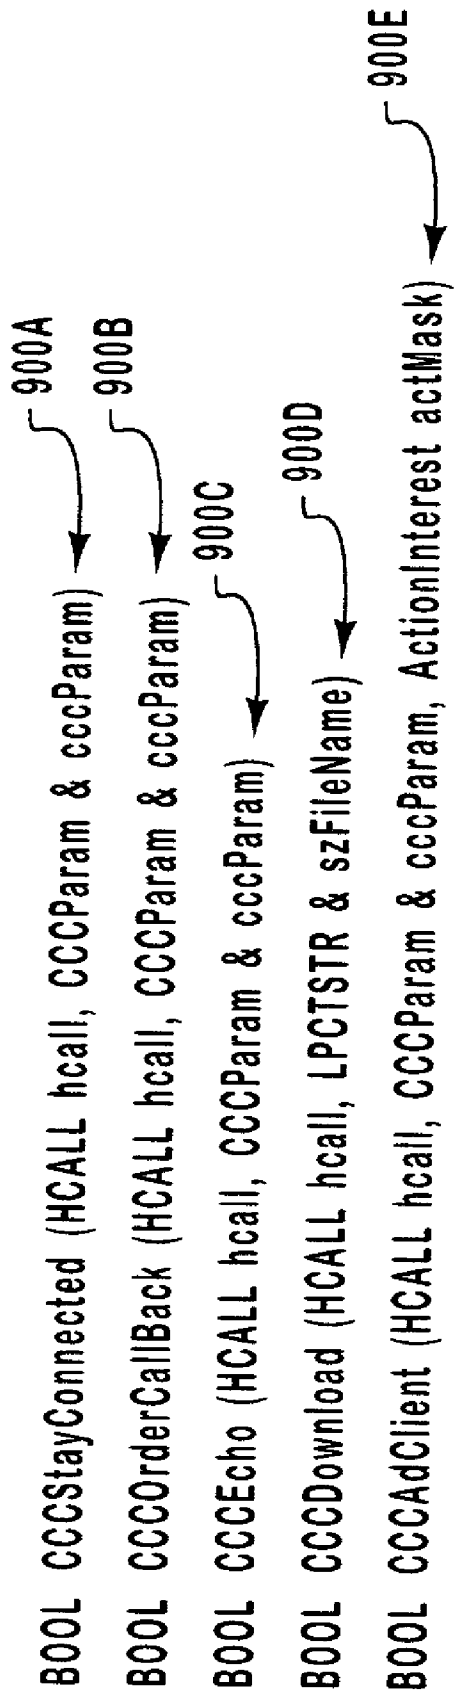 BOOL CCCStayConnected (HCALL hcall, CCCParam & cccParam) 900A
BOOL CCCOrderCallBack (HCALL hcall, CCCParam & cccParam) 900B
BOOL CCCEcho (HCALL hcall, CCCParam & cccParam) 900C
BOOL CCCDownload (HCALL hcall, LPCTSTR & szFileName) 900D
BOOL CCCAdClient (HCALL hcall, CCCParam & cccParam, ActionInterest actMask) 900E